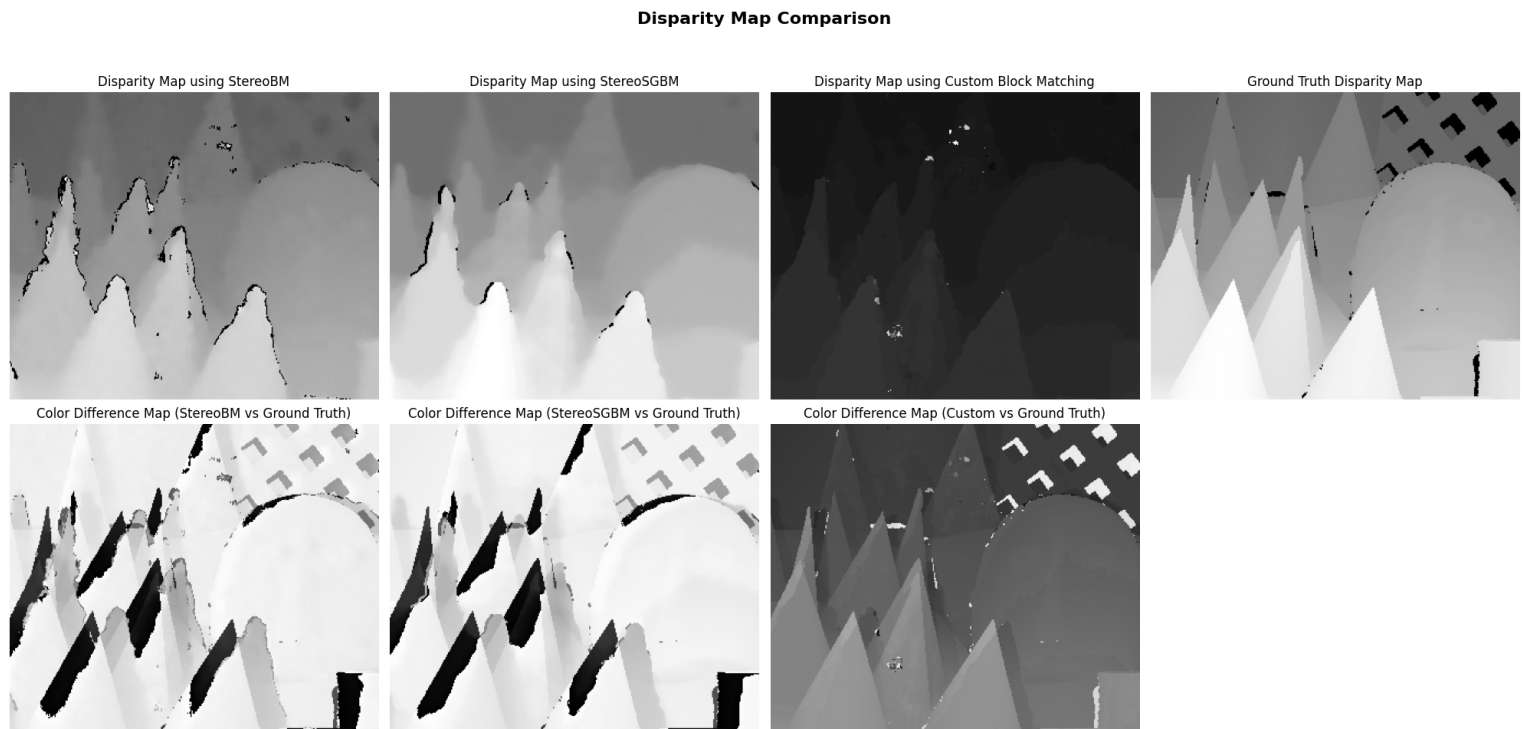 Disparity Map Comparison
Disparity Map using StereoBM
Disparity Map using StereoSGBM
Disparity Map using Custom Block Matching
Ground Truth Disparity Map
Color Difference Map (StereoBM vs Ground Truth)
Color Difference Map (StereoSGBM vs Ground Truth)
Color Difference Map (Custom vs Ground Truth)